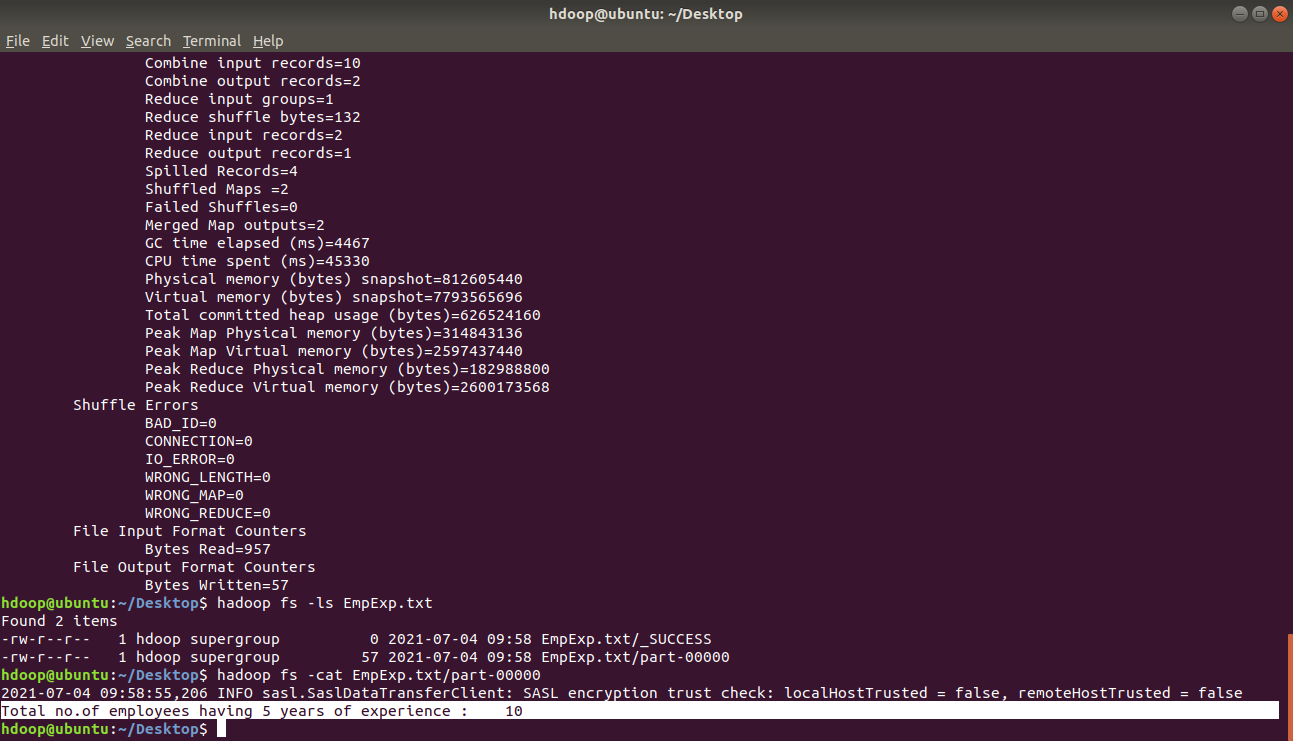 hdoop@ubuntu: ~/Desktop
File Edit View Search Terminal Help
Combine input records=10
Combine output records=2
Reduce input groups=1
Reduce shuffle bytes=132
Reduce input records=2
Reduce output records=1
Spilled Records=4
Shuffled Maps =2
Failed Shuffles=0
Merged Map outputs=2
GC time elapsed (ms)=4467
CPU time spent (ms)=45330
Physical memory (bytes) snapshot=812605440
Virtual memory (bytes) snapshot=7793565696
Total committed heap usage (bytes)=626524160
Peak Map Physical memory (bytes)=314843136
Peak Map Virtual memory (bytes)=2597437440
Peak Reduce Physical memory (bytes)=182988800
Peak Reduce Virtual memory (bytes)=2600173568
Shuffle Errors
BAD_ID=0
CONNECTION=0
IO_ERROR=0
WRONG_LENGTH=0
WRONG_MAP=0
WRONG_REDUCE=0
File Input Format Counters
Bytes Read=957
File Output Format Counters
Bytes Written=57
hdoop@ubuntu:~/Desktop$ hadoop fs -ls EmpExp.txt
Found 2 items
-rw-r--r--   1 hdoop supergroup          0 2021-07-04 09:58 EmpExp.txt/_SUCCESS
-rw-r--r--   1 hdoop supergroup         57 2021-07-04 09:58 EmpExp.txt/part-00000
hdoop@ubuntu:~/Desktop$ hadoop fs -cat EmpExp.txt/part-00000
2021-07-04 09:58:55,206 INFO sasl.SaslDataTransferClient: SASL encryption trust check: localHostTrusted = false, remoteHostTrusted = false
Total no.of employees having 5 years of experience :    10
hdoop@ubuntu:~/Desktop$